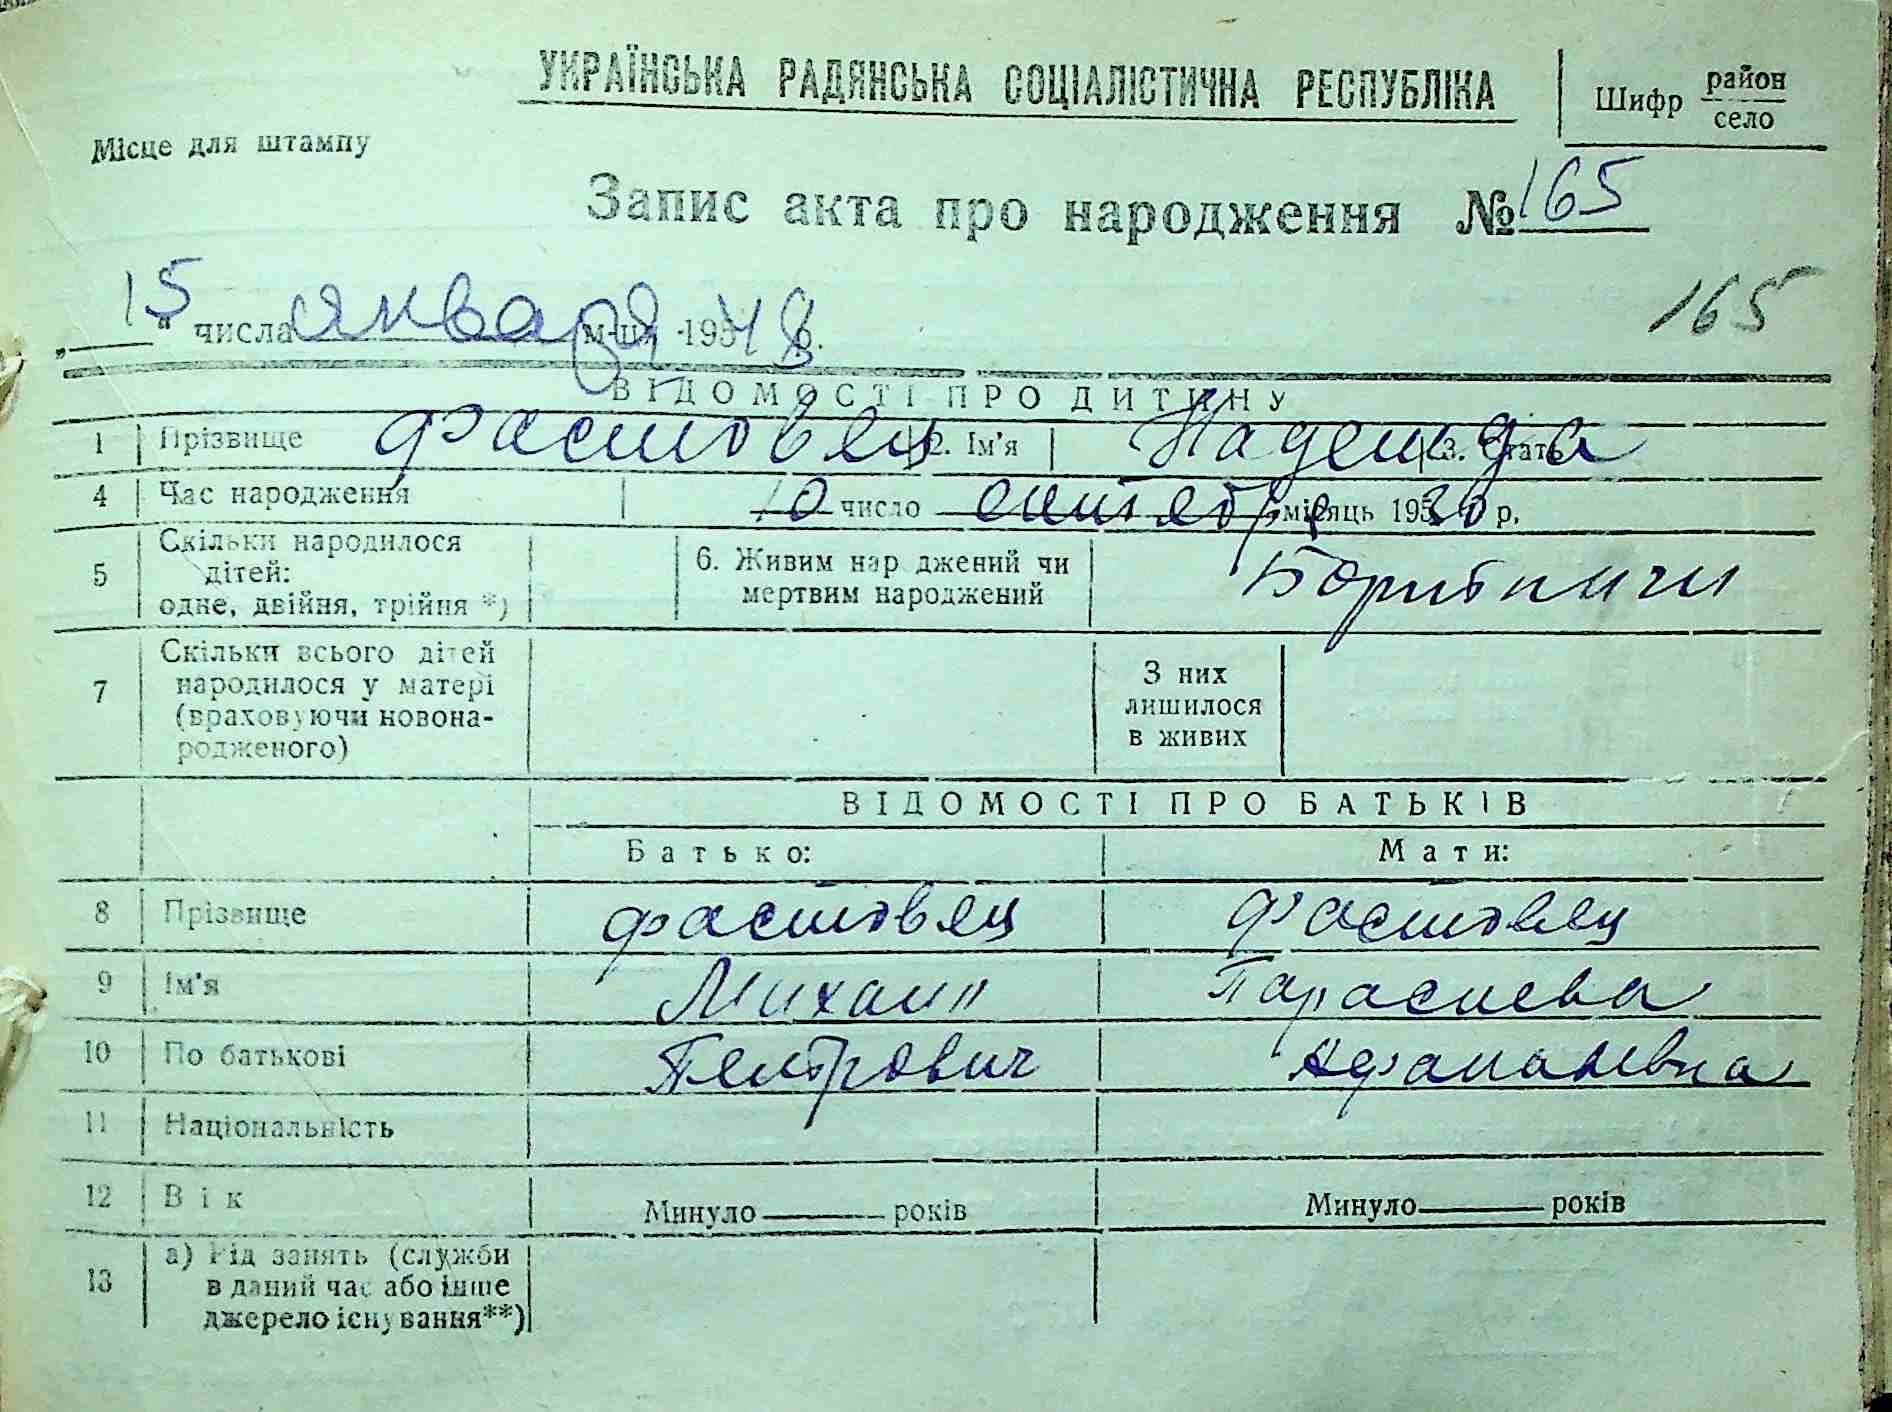 УКРАЇНСЬКА РАДЯНСЬКА СОЦІАЛІСТИЧНА РЕСПУБЛІКА
Шифр район
село
Місце для штампу
Запис акта про народження № 165
165
„ 15 " числа января м-ця 1948 р.
ВІДОМОСТІ ПРО ДИТИНУ
1 Прізвище Фастовец 2. Ім'я Надежда 3. Стать
4 Час народження 10 число сентября місяць 1930 р.
5 Скільки народилося дітей: одне, двійня, трійня *) 6. Живим народжений чи мертвим народжений
7 Скільки всього дітей народилося у матері (враховуючи новонародженого) З них лишилося в живих
ВІДОМОСТІ ПРО БАТЬКІВ
Батько: Мати:
8 Прізвище Фастовец Фастовец
9 Ім'я Михаил
10 По батькові Петрович
11 Національність
12 Вік Минуло років Минуло років
13 а) Рід занять (служби в даний час або інше джерело існування**)